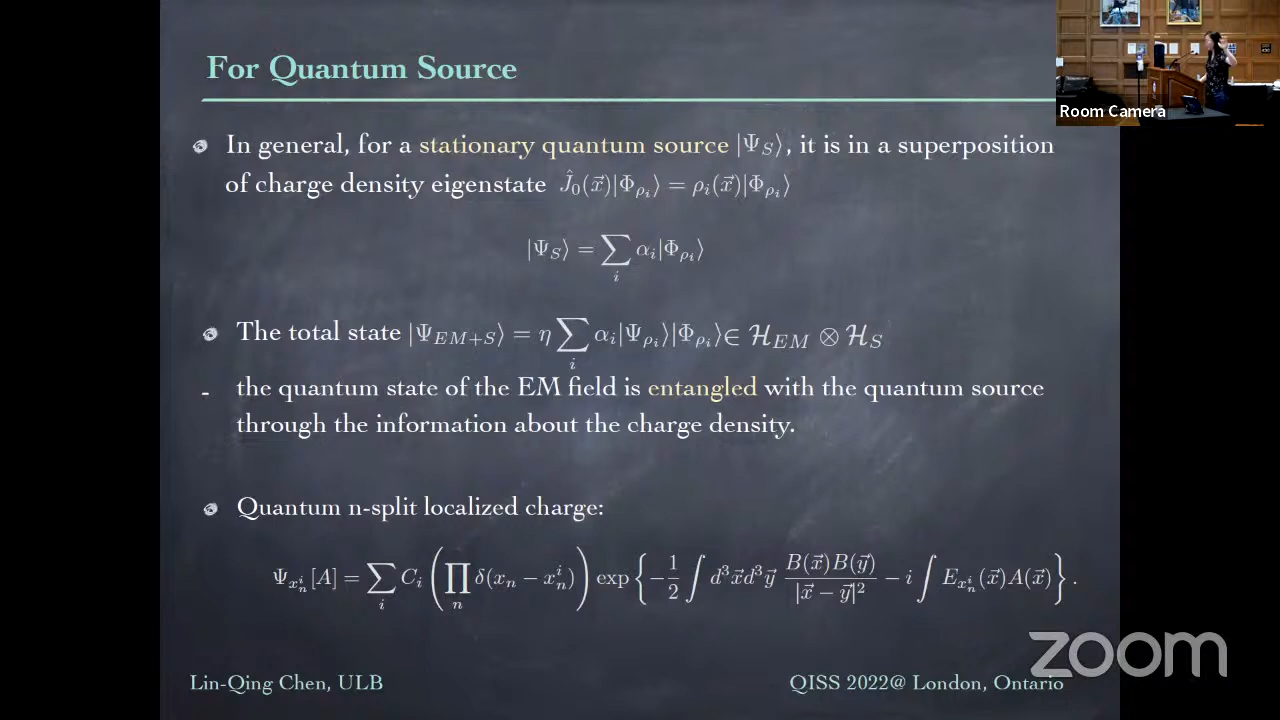 For Quantum Source
Room Camera
In general, for a stationary quantum source |Ψ_S⟩, it is in a superposition
of charge density eigenstate Ĵ_0(x⃗)|Φ_{ρ_i}⟩ = ρ_i(x⃗)|Φ_{ρ_i}⟩
|Ψ_S⟩ = ∑_i α_i|Φ_{ρ_i}⟩
The total state |Ψ_{EM+S}⟩ = η ∑_i α_i|Ψ_{ρ_i}⟩|Φ_{ρ_i}⟩ ∈ ℋ_{EM} ⊗ ℋ_S
- the quantum state of the EM field is entangled with the quantum source
through the information about the charge density.
Quantum n-split localized charge:
Ψ_{x_n^i}[A] = ∑_i C_i (∏_n δ(x_n − x_n^i)) exp {−1/2 ∫ d³x⃗d³y⃗ B(x⃗)B(y⃗)/|x⃗ − y⃗|² − i ∫ E_{x_n^i}(x⃗)A(x⃗)} .
zoom
Lin-Qing Chen, ULB
QISS 2022@ London, Ontario